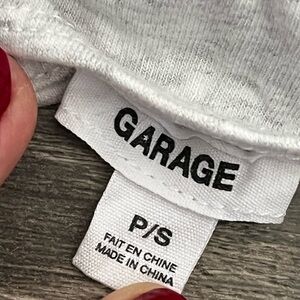 GARAGE
P/S
FAIT EN CHINE
MADE IN CHINA